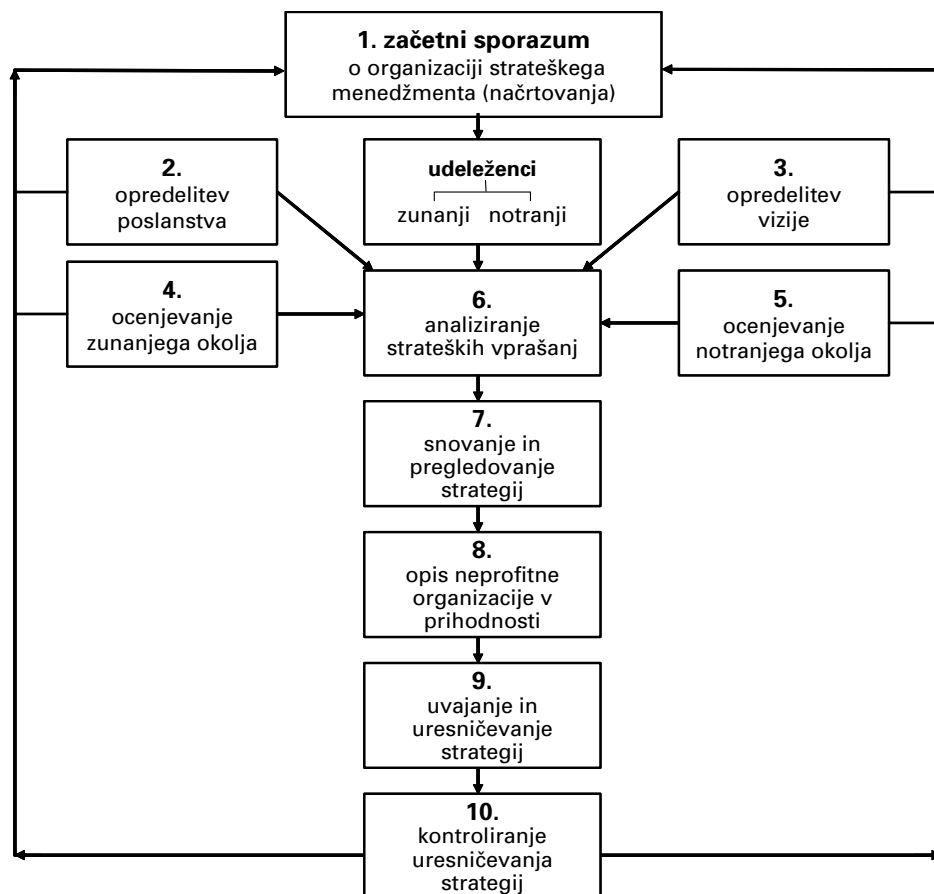 1. začetni sporazum
o organizaciji strateškega
menedžmenta (načrtovanja)
2.
opredelitev
poslanstva
udeleženci
zunanji notranji
3.
opredelitev
vizije
4.
ocenjevanje
zunanjega okolja
6.
analiziranje
strateških vprašanj
5.
ocenjevanje
notranjega okolja
7.
snovanje in
pregledovanje
strategij
8.
opis neprofitne
organizacije v
prihodnosti
9.
uvajanje in
uresničevanje
strategij
10.
kontroliranje
uresničevanja
strategij